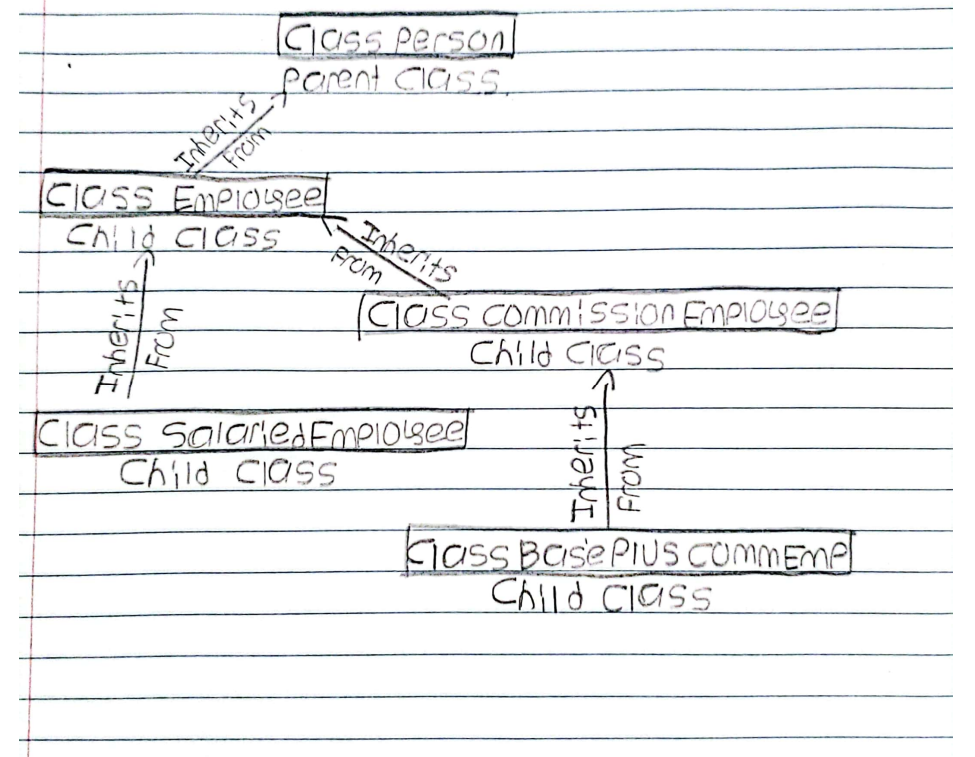 Class Person
Parent Class
Inherits
From
Class Employee
Child Class
Inherits
From
Inherits
From
Class CommissionEmployee
Child Class
Class SalariedEmployee
Child Class
Inherits
From
Class BasePlusCommEmp
Child Class